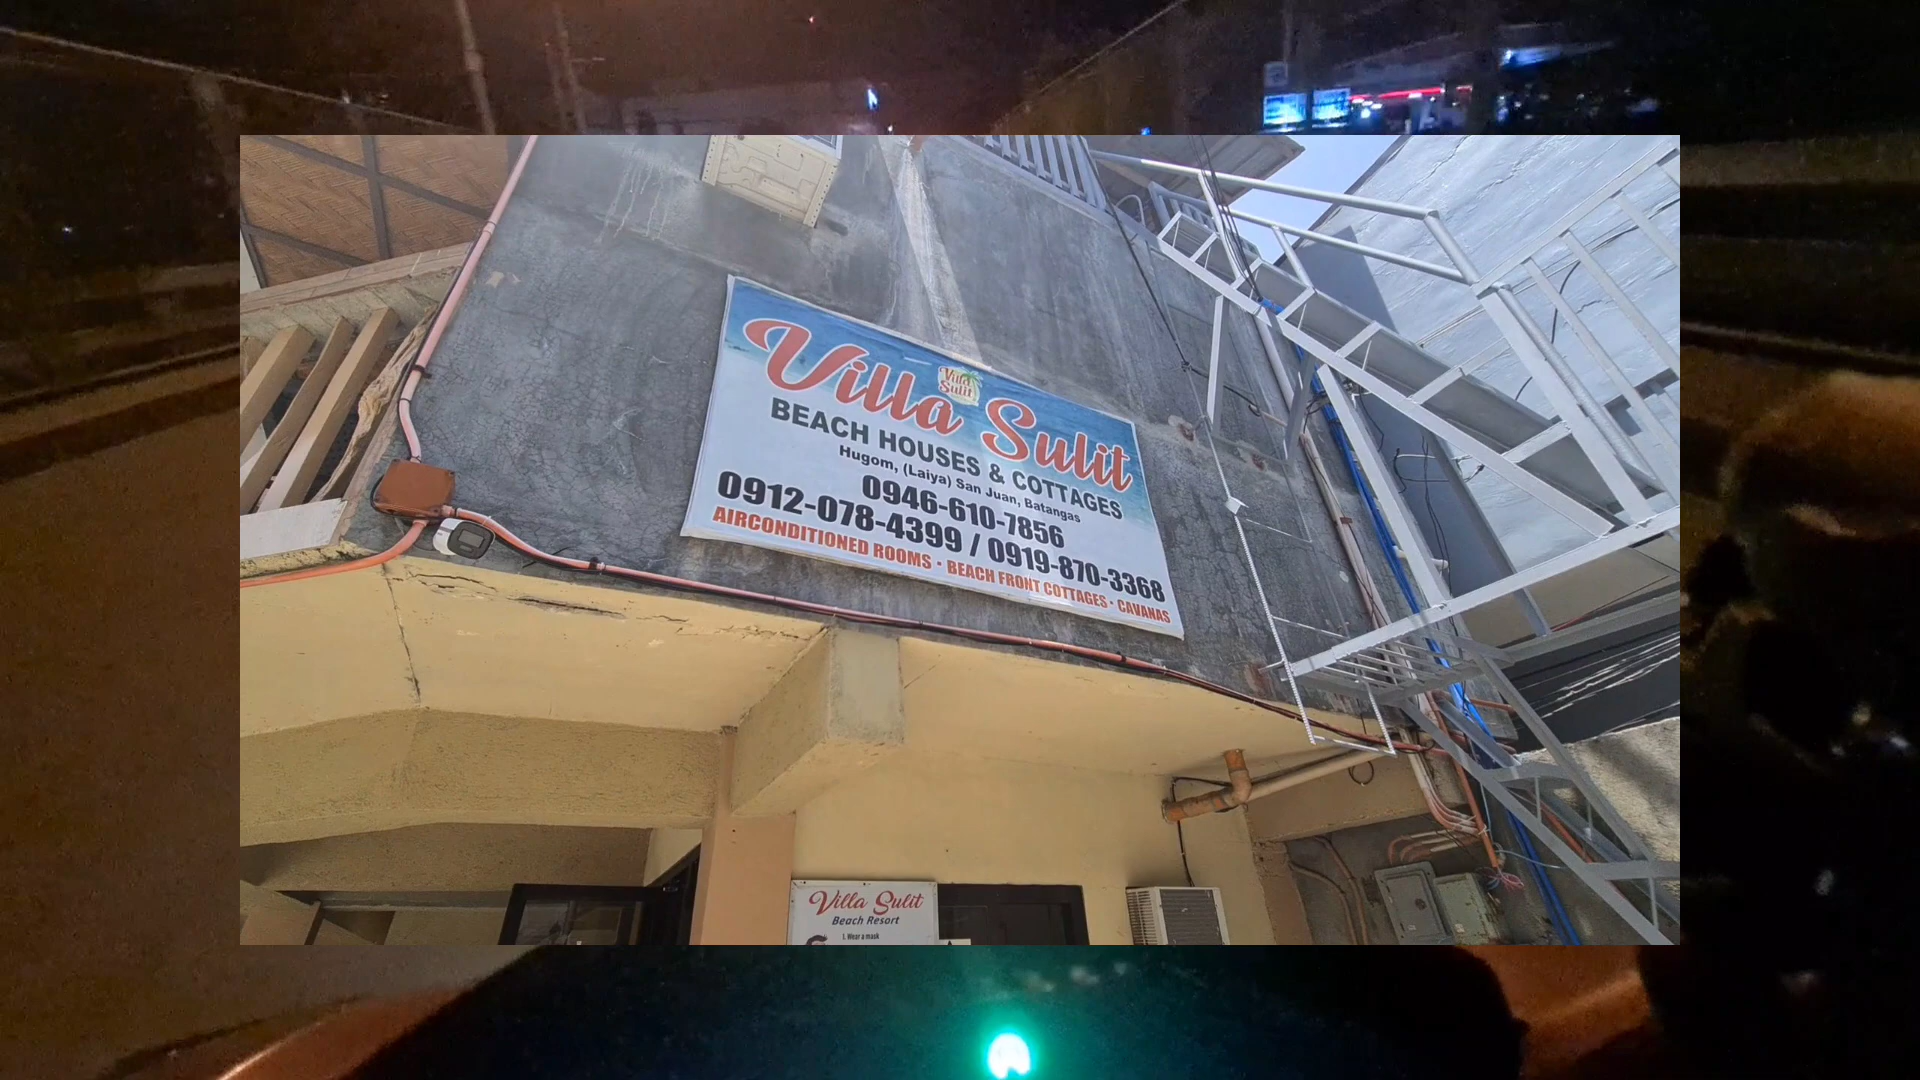 Villa Sulit
Villa
Sulit
BEACH HOUSES & COTTAGES
Hugom, (Laiya) San Juan, Batangas
0946-610-7856
0912-078-4399 / 0919-870-3368
AIRCONDITIONED ROOMS • BEACH FRONT COTTAGES • CAVANAS
Villa Sulit
Beach Resort
1. Wear a mask